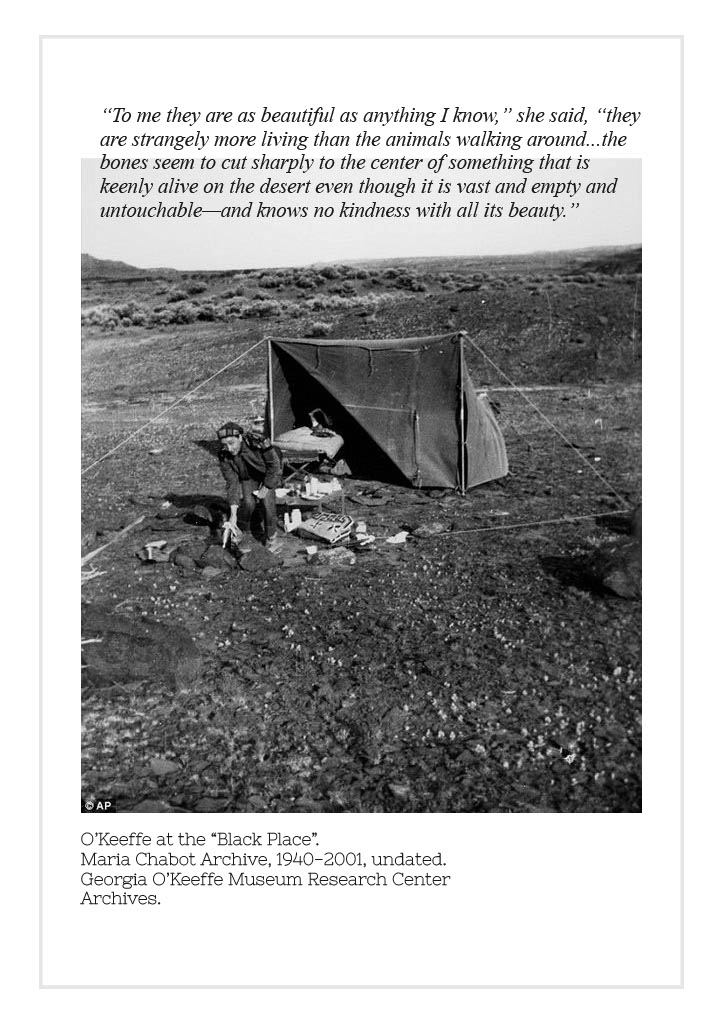 “To me they are as beautiful as anything I know,” she said, “they
are strangely more living than the animals walking around...the
bones seem to cut sharply to the center of something that is
keenly alive on the desert even though it is vast and empty and
untouchable—and knows no kindness with all its beauty.”
© AP
O’Keeffe at the “Black Place”.
Maria Chabot Archive, 1940–2001, undated.
Georgia O’Keeffe Museum Research Center
Archives.